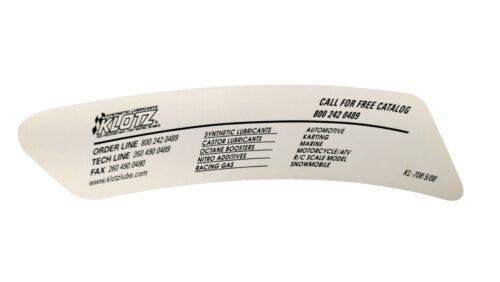 SYNTHETIC LUBRICANTS
KLOTZ
ORDER LINE 800 242 0489
TECH LINE 260 490 0489
FAX 260 490 0490
www.klotzlube.com
SYNTHETIC LUBRICANTS
CASTOR LUBRICANTS
OCTANE BOOSTERS
NITRO ADDITIVES
RACING GAS
CALL FOR FREE CATALOG
800 242 0489
AUTOMOTIVE
KARTING
MARINE
MOTORCYCLE/ATV
R/C SCALE MODEL
SNOWMOBILE
KL-708 5/08